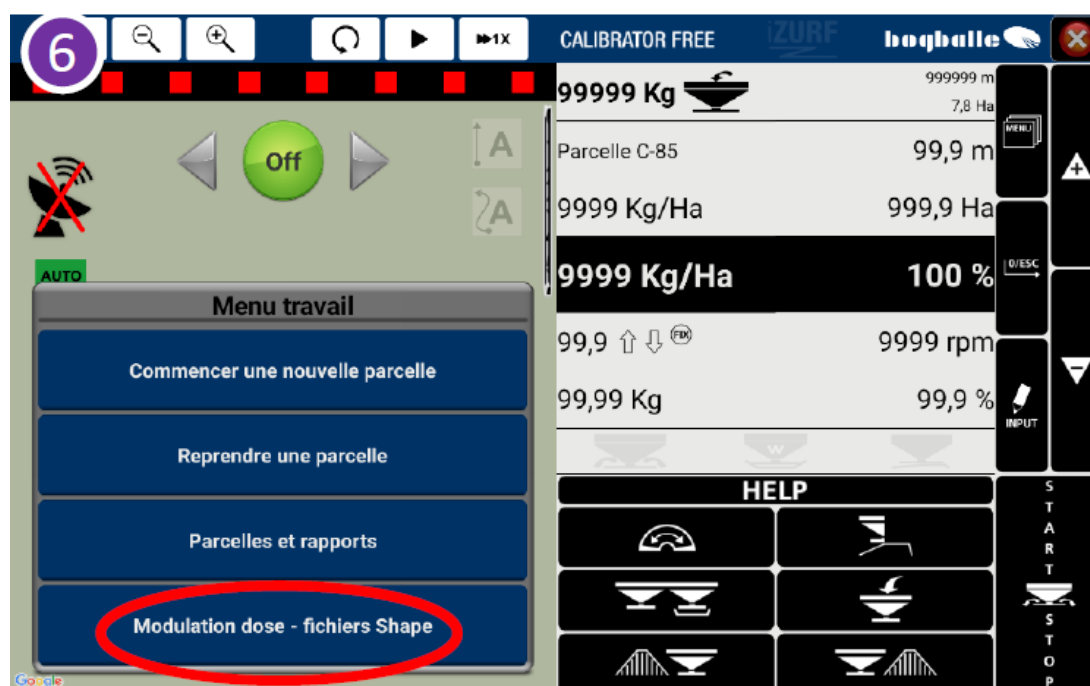 6
1X
CALIBRATOR FREE
iZURF
bogballe
99999 Kg
999999 m
7,8 Ha
MENU
Parcelle C-85
99,9 m
9999 Kg/Ha
999,9 Ha
9999 Kg/Ha
100 %
0/ESC
99,9
FIX
9999 rpm
99,99 Kg
99,9 %
INPUT
W
HELP
START
STOP
Off
A
A
AUTO
Menu travail
Commencer une nouvelle parcelle
Reprendre une parcelle
Parcelles et rapports
Modulation dose - fichiers Shape
Google